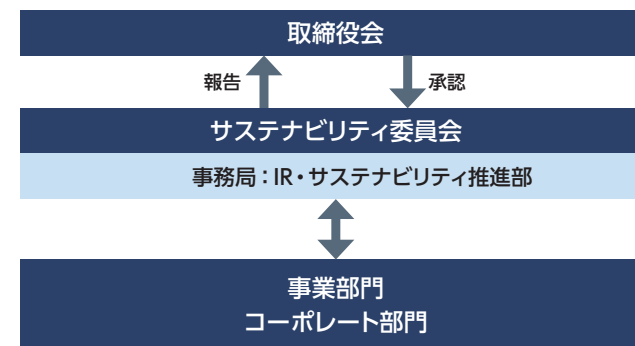 取締役会
報告
承認
サステナビリティ委員会
事務局：IR・サステナビリティ推進部
事業部門
コーポレート部門